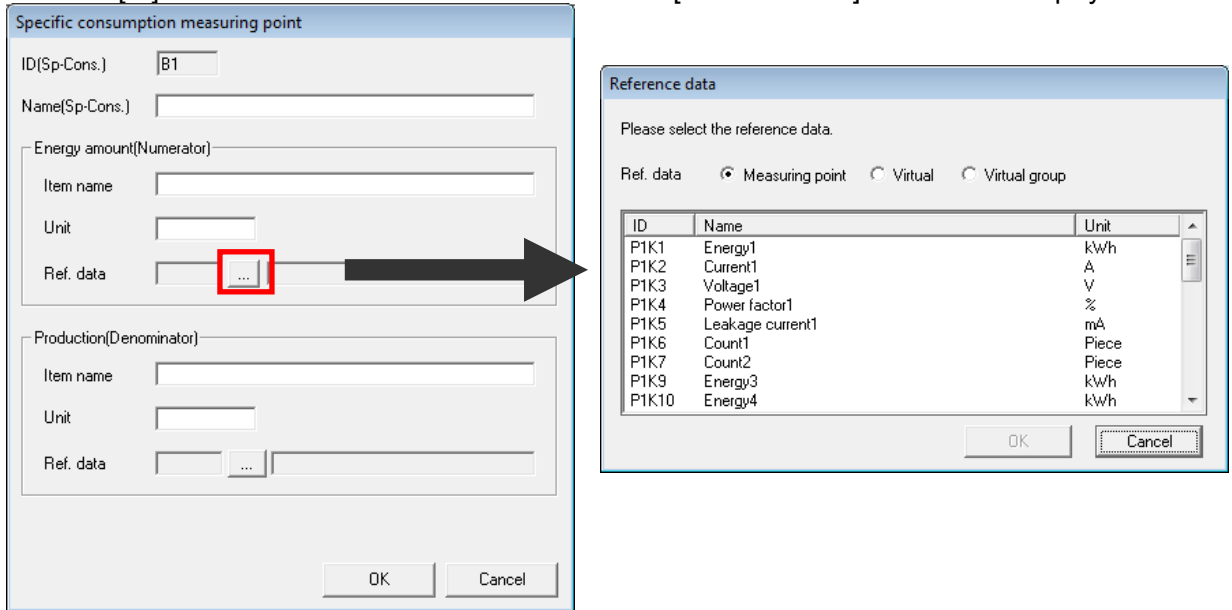 Specific consumption measuring point
ID(Sp-Cons.) B1
Name(Sp-Cons.)
Energy amount(Numerator)
Item name
Unit
Ref. data ...
Production(Denominator)
Item name
Unit
Ref. data ...
OK Cancel
Reference data
Please select the reference data.
Ref. data Measuring point Virtual Virtual group
ID Name Unit
P1K1 Energy1 kWh
P1K2 Current1 A
P1K3 Voltage1 V
P1K4 Power factor1 %
P1K5 Leakage current1 mA
P1K6 Count1 Piece
P1K7 Count2 Piece
P1K9 Energy3 kWh
P1K10 Energy4 kWh
OK Cancel